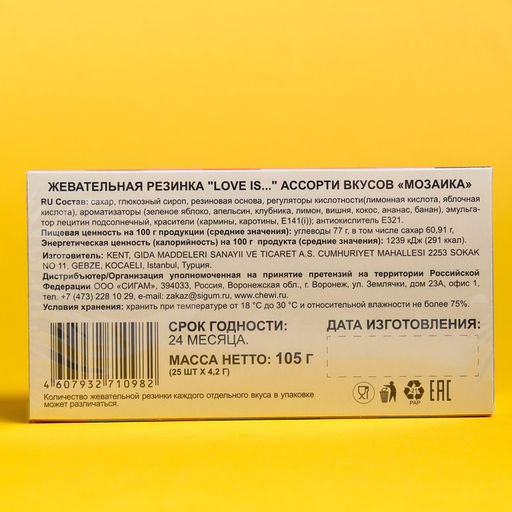 ЖЕВАТЕЛЬНАЯ РЕЗИНКА "LOVE IS..." АССОРТИ ВКУСОВ «МОЗАИКА»
RU Состав: сахар, глюкозный сироп, резиновая основа, регуляторы кислотности(лимонная кислота, яблочная
кислота), ароматизаторы (зеленое яблоко, апельсин, клубника, лимон, вишня, кокос, ананас, банан), эмульга-
тор лецитин подсолнечный, красители (кармины, каротины, E141(i)); антиокислитель E321.
Пищевая ценность на 100 г продукции (средние значения): углеводы 77 г, в том числе сахар 60,91 г.
Энергетическая ценность (калорийность) на 100 г продукта (средние значения): 1239 кДж (291 ккал).
Изготовитель: KENT, GIDA MADDELERI SANAYII VE TICARET A.S. CUMHURIYET MAHALLESI 2253 SOKAK
NO 11, GEBZE, KOCAELI, Istanbul, Турция.
Дистрибьютер/Организация уполномоченная на принятие претензий на территории Российской
Федерации ООО «СИГАМ», 394033, Россия, Воронежская обл., г. Воронеж, ул. Землячки, дом 23А, офис 1,
тел. +7 (473) 228 10 29, e-mail: zakaz@sigum.ru, www.chewi.ru.
Условия хранения: хранить при температуре от 18 °С до 30 °С и относительной влажности не более 75%.
СРОК ГОДНОСТИ:
24 МЕСЯЦА.
МАССА НЕТТО: 105 Г
(25 ШТ Х 4,2 Г)
ДАТА ИЗГОТОВЛЕНИЯ:
4 607932 710982
21
PAP
EAC
Количество жевательной резинки каждого отдельного вкуса в упаковке
может различаться.